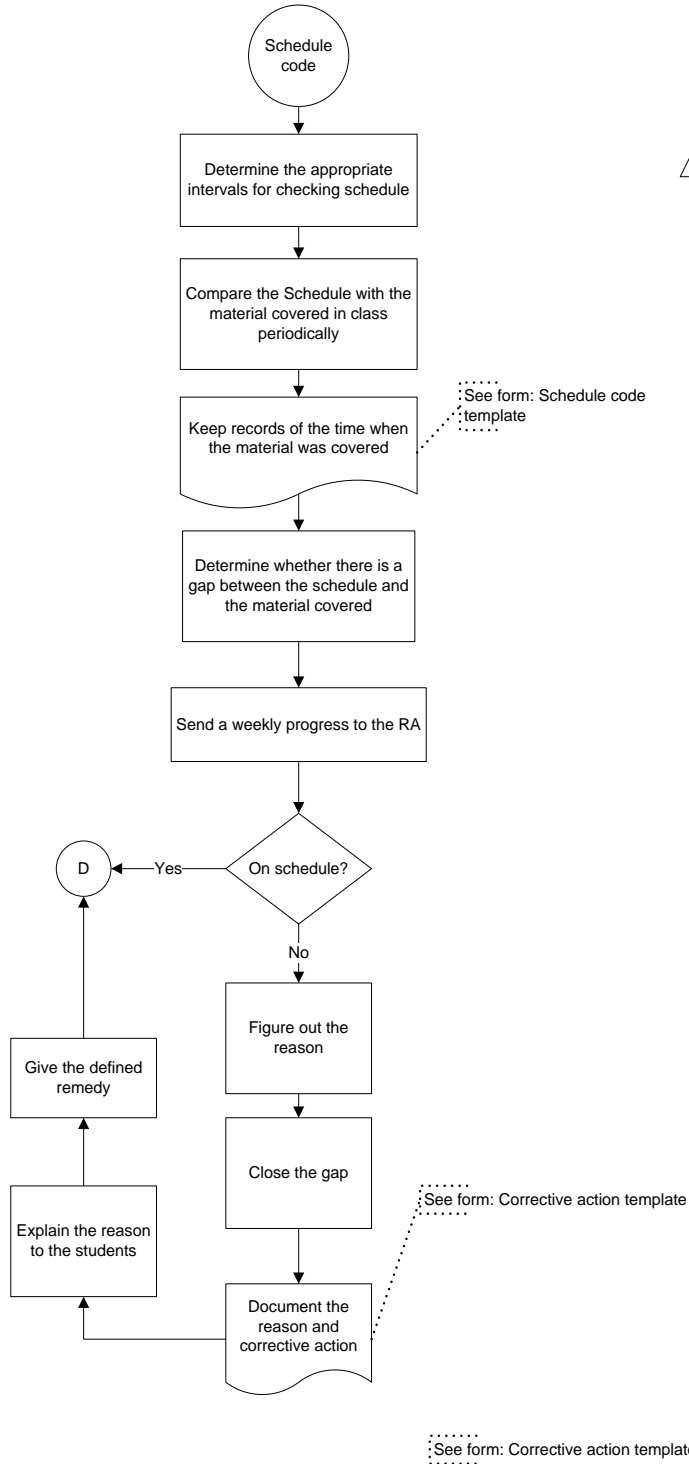 Schedule
code
Determine the appropriate
intervals for checking schedule
Compare the Schedule with the
material covered in class
periodically
Keep records of the time when
the material was covered
See form: Schedule code
template
Determine whether there is a
gap between the schedule and
the material covered
Send a weekly progress to the RA
On schedule?
Yes
D
No
Figure out the
reason
Close the gap
Document the
reason and
corrective action
See form: Corrective action template
Explain the reason
to the students
Give the defined
remedy
See form: Corrective action template